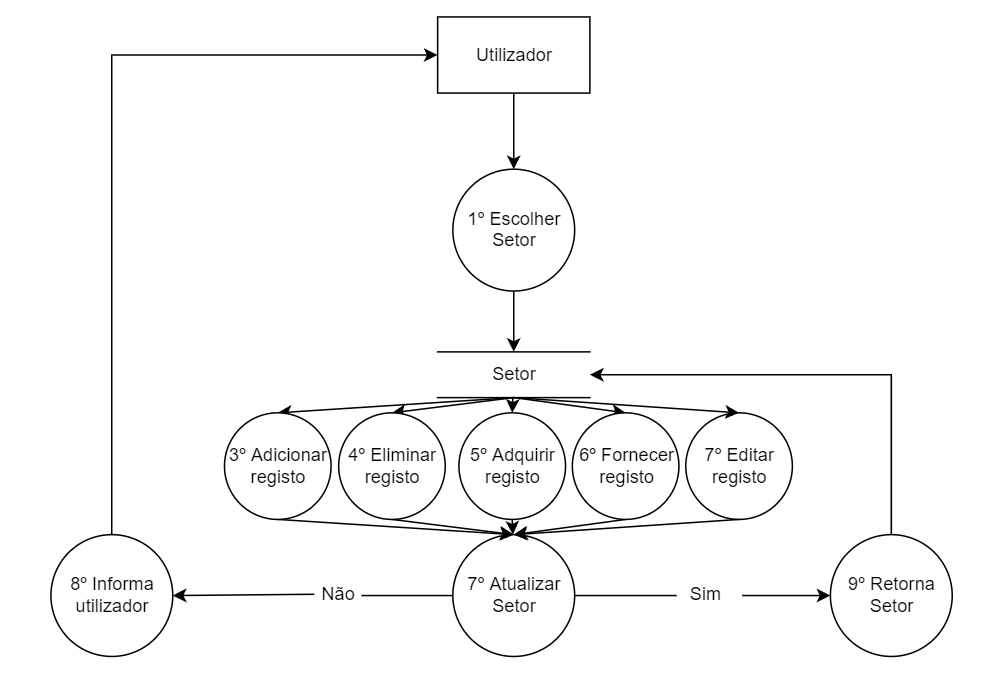 Utilizador
1º Escolher
Setor
Setor
3º Adicionar
registo
4º Eliminar
registo
5º Adquirir
registo
6º Fornecer
registo
7º Editar
registo
8º Informa
utilizador
Não
7º Atualizar
Setor
Sim
9º Retorna
Setor